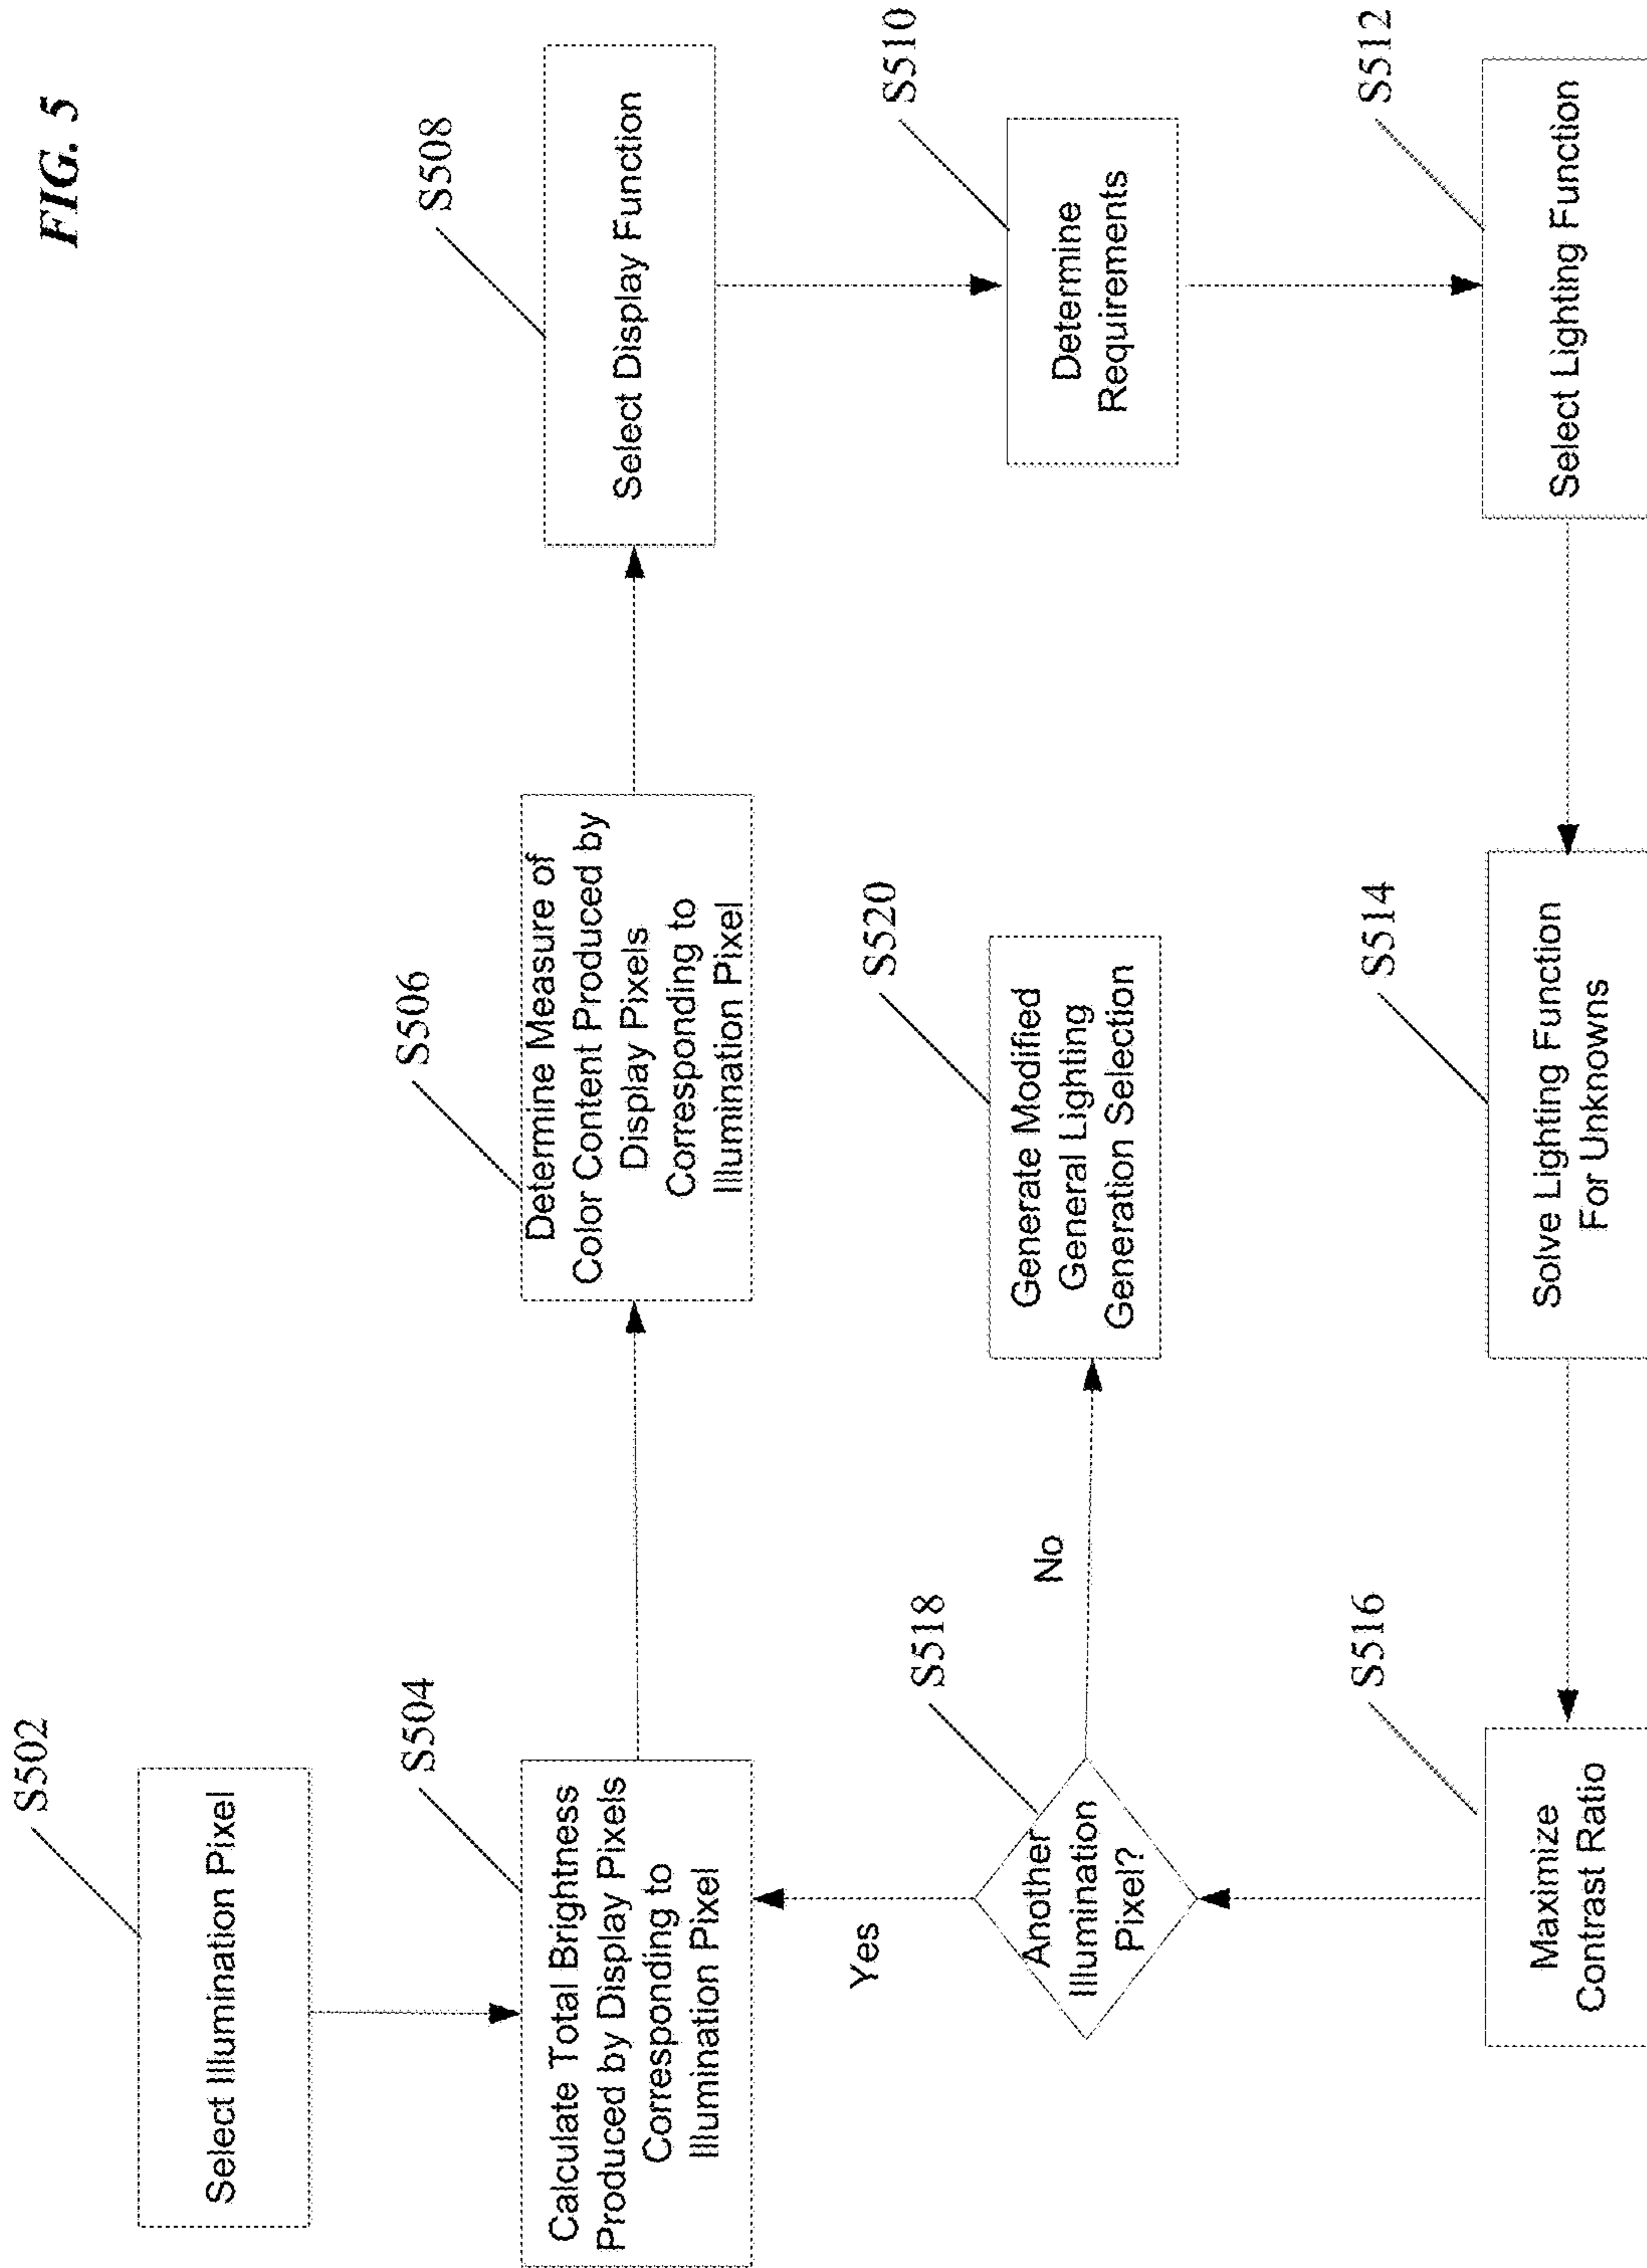 FIG. 5
S502
Select Illumination Pixel
S504
Calculate Total Brightness
Produced by Display Pixels
Corresponding to
Illumination Pixel
S506
Determine Measure of
Color Content Produced by
Display Pixels
Corresponding to
Illumination Pixel
S508
Select Display Function
S510
Determine
Requirements
S512
Select Lighting Function
S514
Solve Lighting Function
For Unknowns
S516
Maximize
Contrast Ratio
S518
Another
Illumination
Pixel?
Yes
No
S520
Generate Modified
General Lighting
Generation Selection